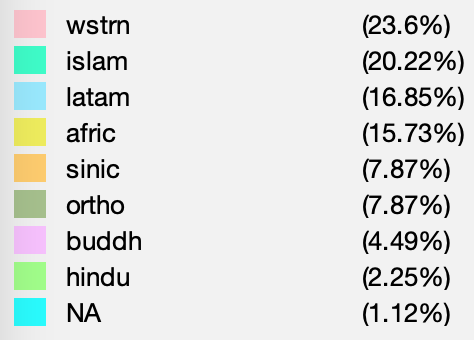 wstrn (23.6%)
islam (20.22%)
latam (16.85%)
afric (15.73%)
sinic (7.87%)
ortho (7.87%)
buddh (4.49%)
hindu (2.25%)
NA (1.12%)